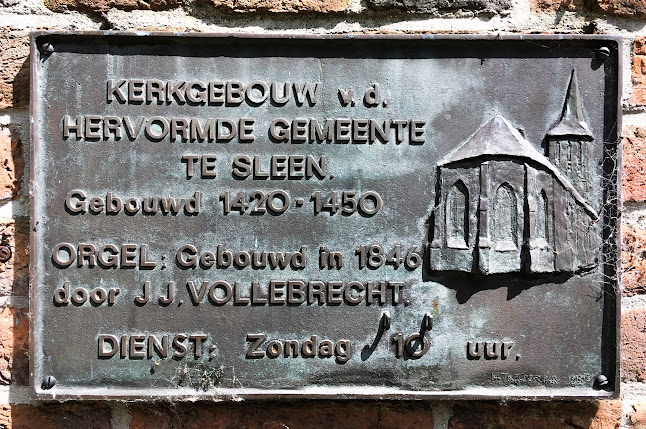 KERKGEBOUW v.d.
HERVORMDE GEMEENTE
TE SLEEN.
Gebouwd 1420-1450
ORGEL: Gebouwd in 1846
door J.J. VOLLEBRECHT.
DIENST: Zondag 10 uur.